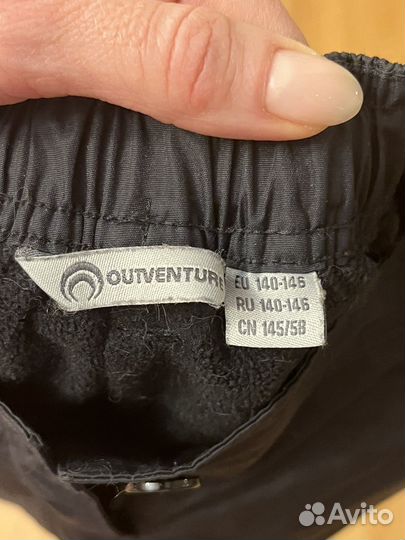 OUTVENTURE
EU 140-146
RU 140-146
CN 145/58
Avito